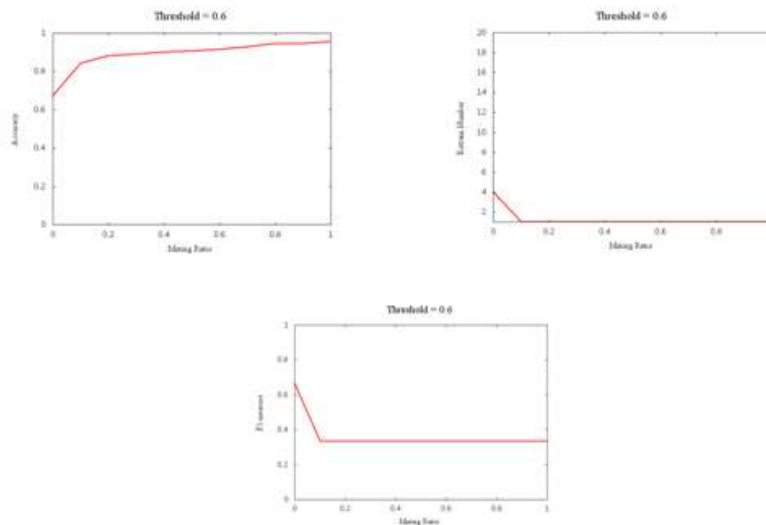 Threshold = 0.6
1
0.8
0.6
0.4
0.2
0
Accuracy
0 0.2 0.4 0.6 0.8 1
Mixing Ratio
Threshold = 0.6
20
18
16
14
12
10
8
6
4
2
Return Number
0 0.2 0.4 0.6 0.8
Mixing Ratio
Threshold = 0.6
1
0.8
0.6
0.4
0.2
0
0 0.2 0.4 0.6 0.8 1
Mixing Ratio